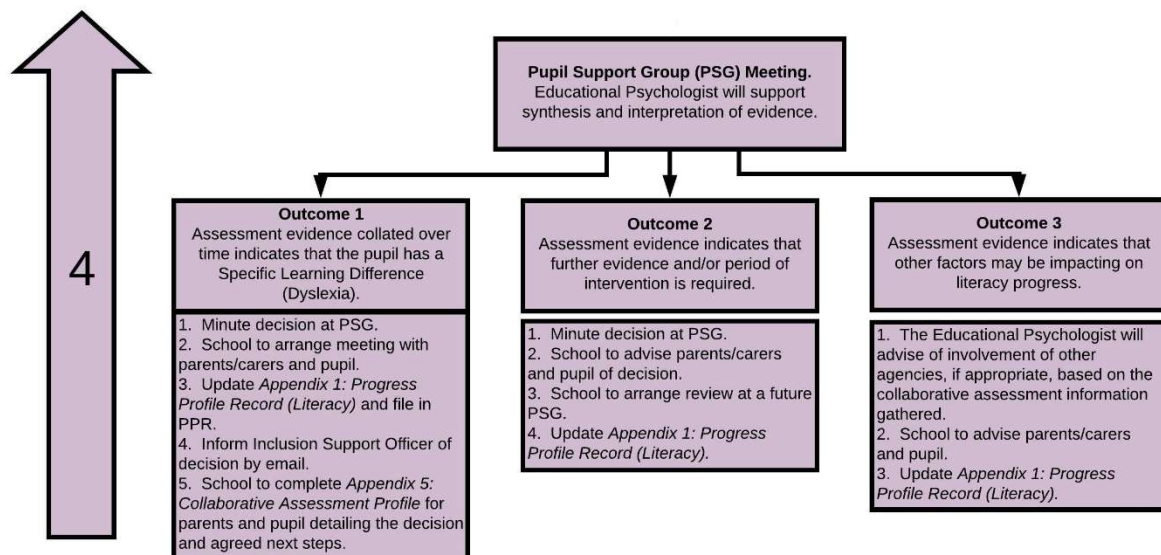 4
Pupil Support Group (PSG) Meeting.
Educational Psychologist will support
synthesis and interpretation of evidence.
Outcome 1
Assessment evidence collated over
time indicates that the pupil has a
Specific Learning Difference
(Dyslexia).
1. Minute decision at PSG.
2. School to arrange meeting with
parents/carers and pupil.
3. Update Appendix 1: Progress
Profile Record (Literacy) and file in
PPR.
4. Inform Inclusion Support Officer of
decision by email.
5. School to complete Appendix 5:
Collaborative Assessment Profile for
parents and pupil detailing the decision
and agreed next steps.
Outcome 2
Assessment evidence indicates that
further evidence and/or period of
intervention is required.
1. Minute decision at PSG.
2. School to advise parents/carers
and pupil of decision.
3. School to arrange review at a future
PSG.
4. Update Appendix 1: Progress
Profile Record (Literacy).
Outcome 3
Assessment evidence indicates that
other factors may be impacting on
literacy progress.
1. The Educational Psychologist will
advise of involvement of other
agencies, if appropriate, based on the
collaborative assessment information
gathered.
2. School to advise parents/carers
and pupil.
3. Update Appendix 1: Progress
Profile Record (Literacy).